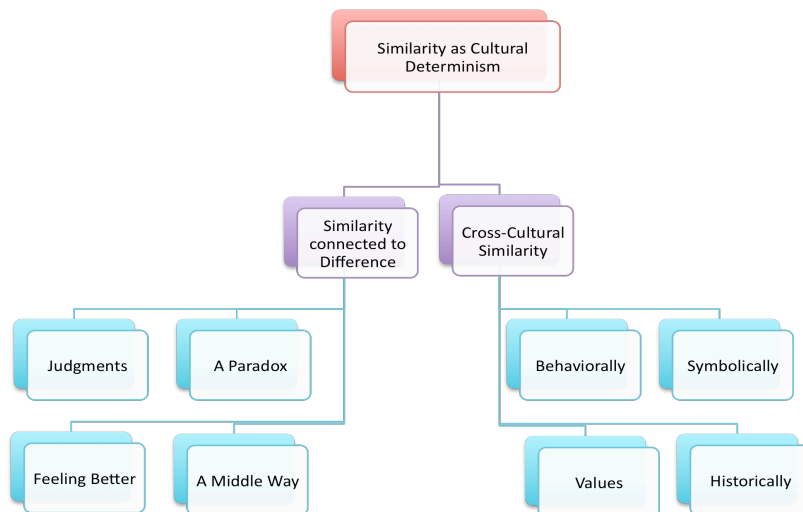 Similarity as Cultural
Determinism
Similarity
connected to
Difference
Cross-Cultural
Similarity
Judgments
A Paradox
Behaviorally
Symbolically
Feeling Better
A Middle Way
Values
Historically